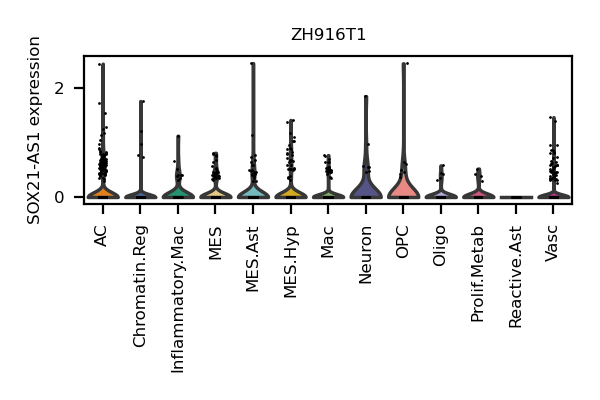 ZH916T1
SOX21-AS1 expression
2
0
AC
Chromatin.Reg
Inflammatory.Mac
MES
MES.Ast
MES.Hyp
Mac
Neuron
OPC
Oligo
Prolif.Metab
Reactive.Ast
Vasc